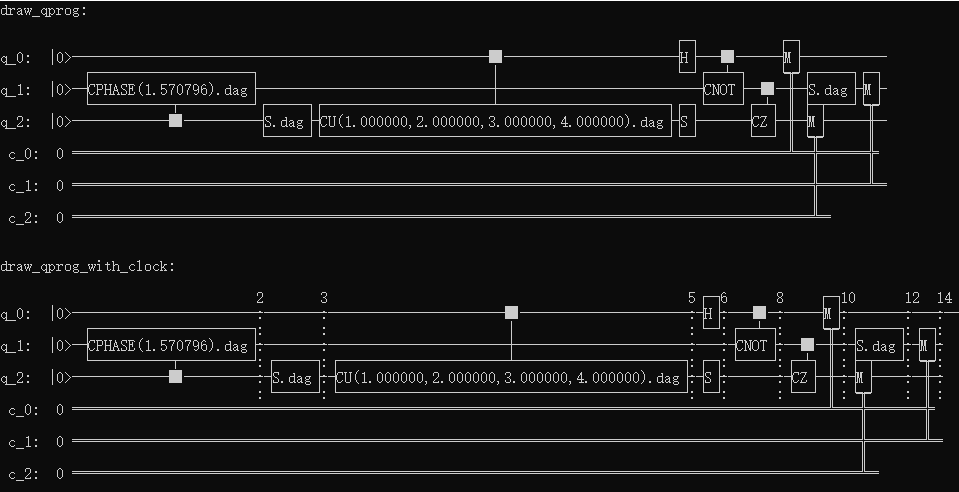 draw_qprog:
q_0: |0> H M
q_1: |0> CPHASE(1.570796).dag CNOT S.dag M
q_2: |0> S.dag CU(1.000000,2.000000,3.000000,4.000000).dag S CZ M
c_0: 0
c_1: 0
c_2: 0
draw_qprog_with_clock:
2 3 5 6 8 10 12 14
q_0: |0> H M
q_1: |0> CPHASE(1.570796).dag CNOT S.dag M
q_2: |0> S.dag CU(1.000000,2.000000,3.000000,4.000000).dag S CZ M
c_0: 0
c_1: 0
c_2: 0